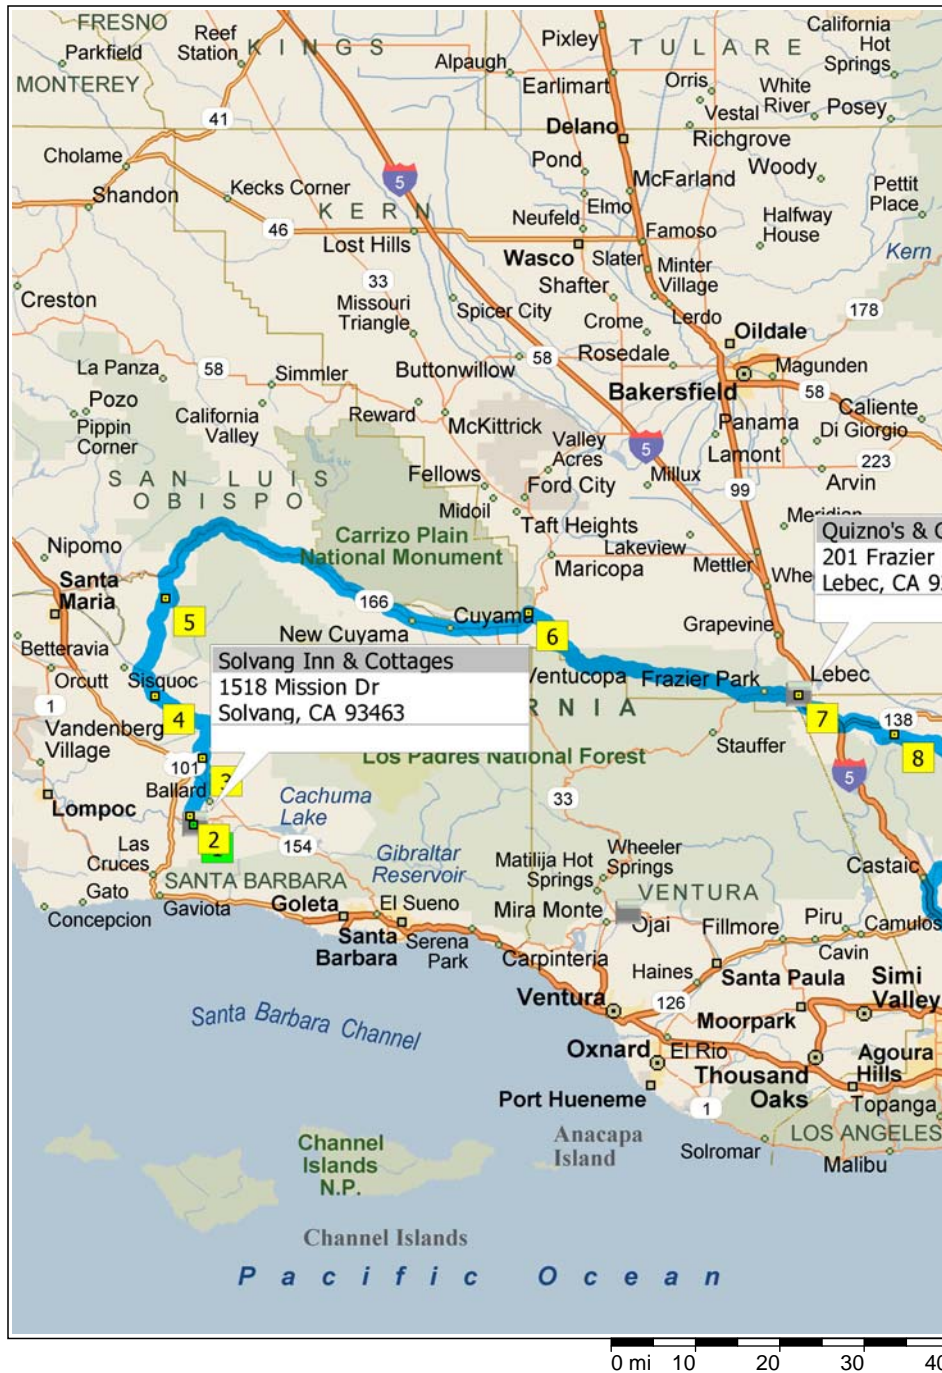 FRESNO
Parkfield
Reef
Station
KINGS
Pixley
TULARE
California
Hot
Springs
MONTEREY
Alpaugh
Earlimart
Orris
White
River
Vestal
Posey
41
Delano
Richgrove
Cholame
5
Pond
Woody
McFarland
Shandon
Kecks Corner
KERN
Elmo
Pettit
Place
Neufeld
Halfway
House
46
Lost Hills
Famoso
Wasco
Slater
Kern
Creston
33
Minter
Village
Shafter
Missouri
Triangle
Spicer City
Lerdo
178
Crome
Oildale
La Panza
58
Simmler
Buttonwillow
58
Rosedale
Magunden
Bakersfield
58
Pozo
Pippin
Corner
California
Valley
Reward
McKittrick
Caliente
Panama
Di Giorgio
Valley
Acres
5
Lamont
223
SAN LUIS
OBISPO
Fellows
Ford City
Millux
99
Arvin
Midoil
Taft Heights
Meridian
Carrizo Plain
National Monument
Nipomo
Lakeview
Maricopa
Mettler
Whe
Quizno's & C
201 Frazier
Lebec, CA 9
Santa
Maria
5
166
Cuyama
New Cuyama
6
Grapevine
Betteravia
Orcutt
Sisquoc
Solvang Inn & Cottages
1518 Mission Dr
Solvang, CA 93463
Ventucopa
Frazier Park
Lebec
1
4
RNIA
7
138
8
Vandenberg
Village
Stauffer
Los Padres National Forest
101
3
5
Ballard
Lompoc
Cachuma
Lake
33
2
Las
Cruces
154
Gibraltar
Reservoir
Matilija Hot
Springs
Wheeler
Springs
Castaic
Gato
SANTA BARBARA
VENTURA
Concepcion
Gaviota
Goleta
El Sueno
Mira Monte
Ojai
Fillmore
Piru
Camulos
Santa
Barbara
Serena
Park
Carpinteria
Cavin
Haines
Santa Paula
Simi
Valley
Ventura
126
Moorpark
Santa Barbara Channel
Oxnard
El Rio
Thousand
Oaks
Agoura
Hills
Port Hueneme
1
Topanga
Channel
Islands
N.P.
Anacapa
Island
LOS ANGELES
Solromar
Malibu
Channel Islands
Pacific Ocean
0 mi 10 20 30 40